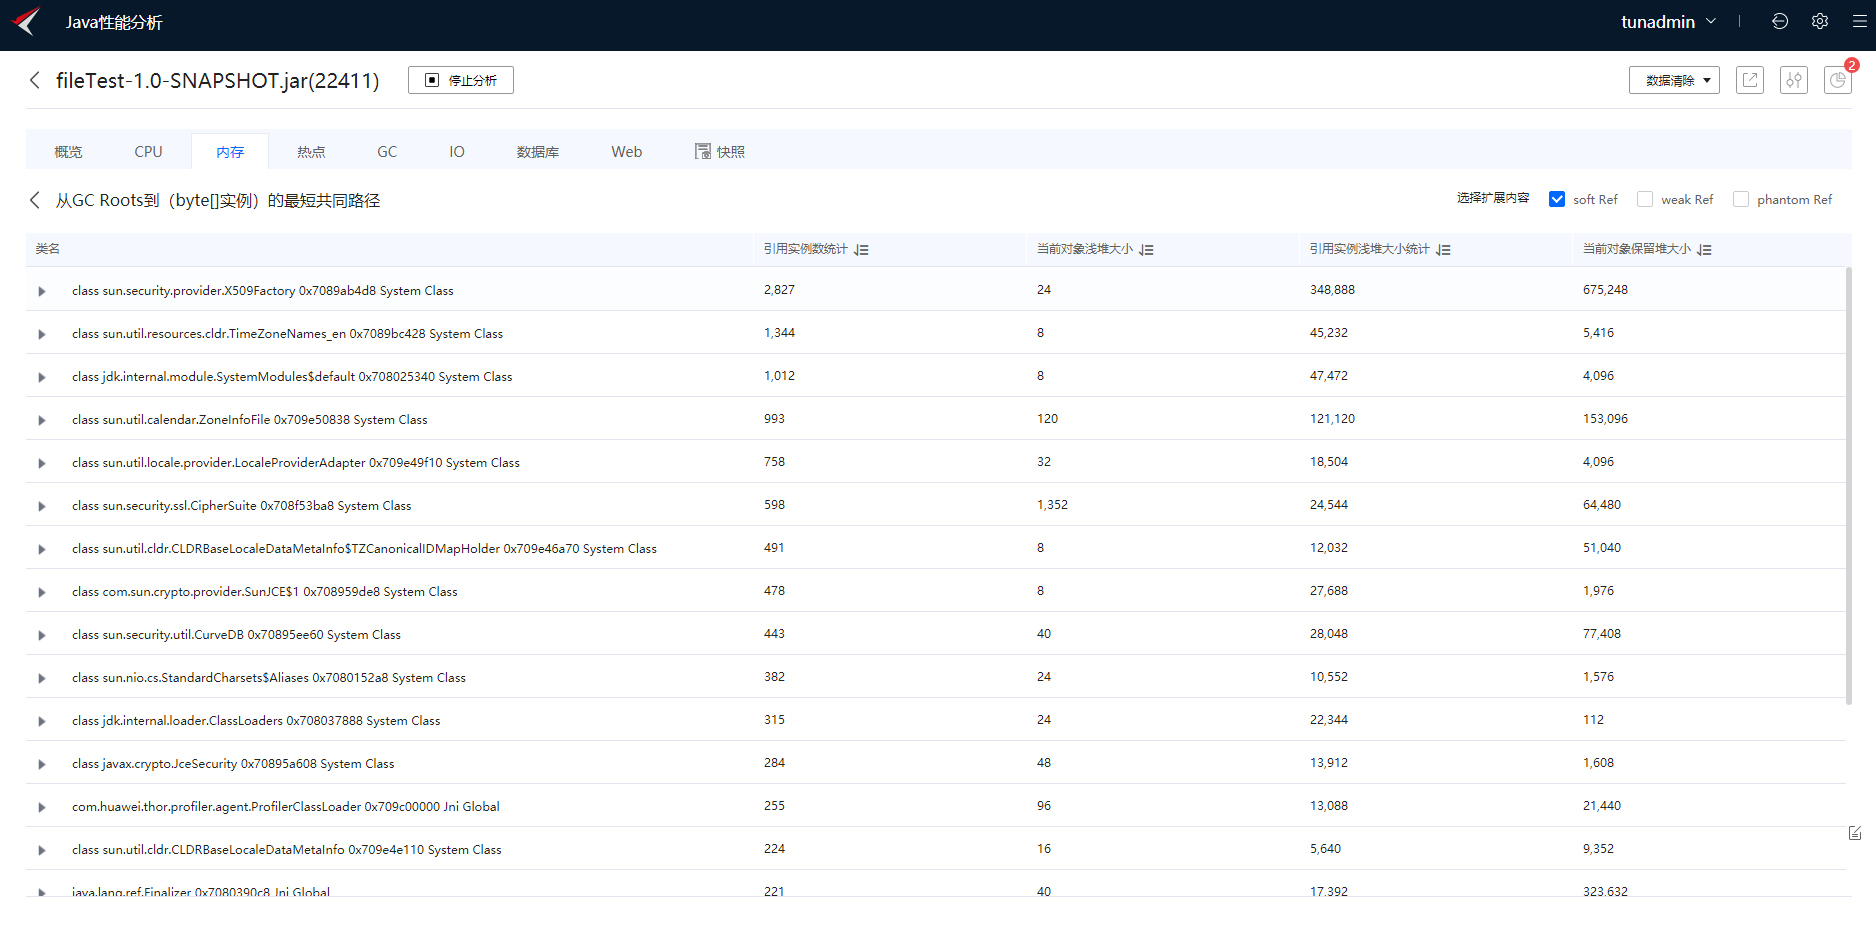 Java性能分析
tunadmin
fileTest-1.0-SNAPSHOT.jar(22411) 停止分析 数据清除 2
概览 CPU 内存 热点 GC IO 数据库 Web 快照
从GC Roots到（byte[]实例）的最短共同路径 选择扩展内容 soft Ref weak Ref phantom Ref
类名 引用实例数统计 当前对象浅堆大小 引用实例浅堆大小统计 当前对象保留堆大小
class sun.security.provider.X509Factory 0x7089ab4d8 System Class 2,827 24 348,888 675,248
class sun.util.resources.cldr.TimeZoneNames_en 0x7089bc428 System Class 1,344 8 45,232 5,416
class jdk.internal.module.SystemModules$default 0x708025340 System Class 1,012 8 47,472 4,096
class sun.util.calendar.ZoneInfoFile 0x709e50838 System Class 993 120 121,120 153,096
class sun.util.locale.provider.LocaleProviderAdapter 0x709e49f10 System Class 758 32 18,504 4,096
class sun.security.ssl.CipherSuite 0x708f53ba8 System Class 598 1,352 24,544 64,480
class sun.util.cldr.CLDRBaseLocaleDataMetaInfo$TZCanonicalIDMapHolder 0x709e46a70 System Class 491 8 12,032 51,040
class com.sun.crypto.provider.SunJCE$1 0x708959de8 System Class 478 8 27,688 1,976
class sun.security.util.CurveDB 0x70895ee60 System Class 443 40 28,048 77,408
class sun.nio.cs.StandardCharsets$Aliases 0x7080152a8 System Class 382 24 10,552 1,576
class jdk.internal.loader.ClassLoaders 0x708037888 System Class 315 24 22,344 112
class javax.crypto.JceSecurity 0x70895a608 System Class 284 48 13,912 1,608
com.huawei.thor.profiler.agent.ProfilerClassLoader 0x709c00000 Jni Global 255 96 13,088 21,440
class sun.util.cldr.CLDRBaseLocaleDataMetaInfo 0x709e4e110 System Class 224 16 5,640 9,352
java.lang.ref.Finalizer 0x7080390c8 Jni Global 221 40 17,392 323,632